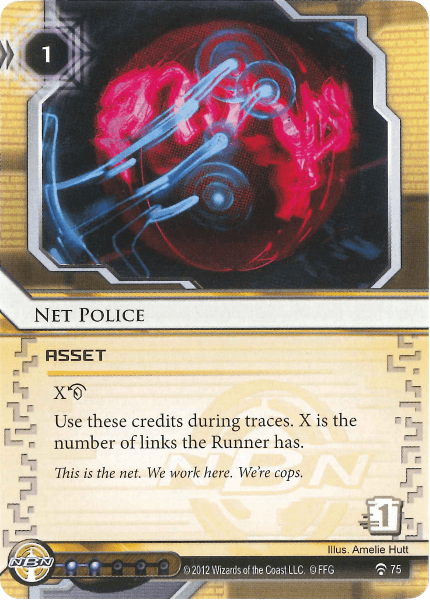 1
NET POLICE
ASSET
X
Use these credits during traces. X is the
number of links the Runner has.
This is the net. We work here. We're cops.
NBN
1
Illus. Amelie Hutt
NBN
© 2012 Wizards of the Coast LLC. © FFG
75